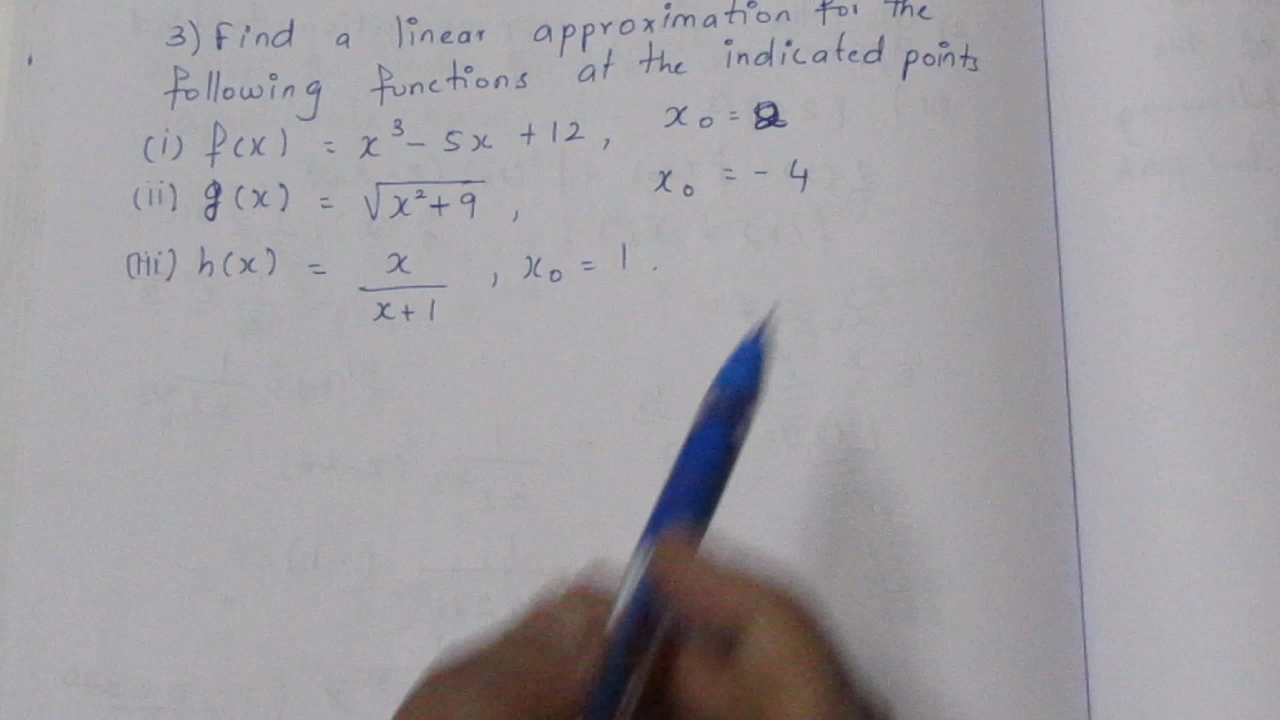 3) Find a linear approximation for the
following functions at the indicated points
(i) f(x) = x³ - 5x + 12, x₀ = 2
(ii) g(x) = √(x²+9), x₀ = - 4
(iii) h(x) = x/(x+1), x₀ = 1.